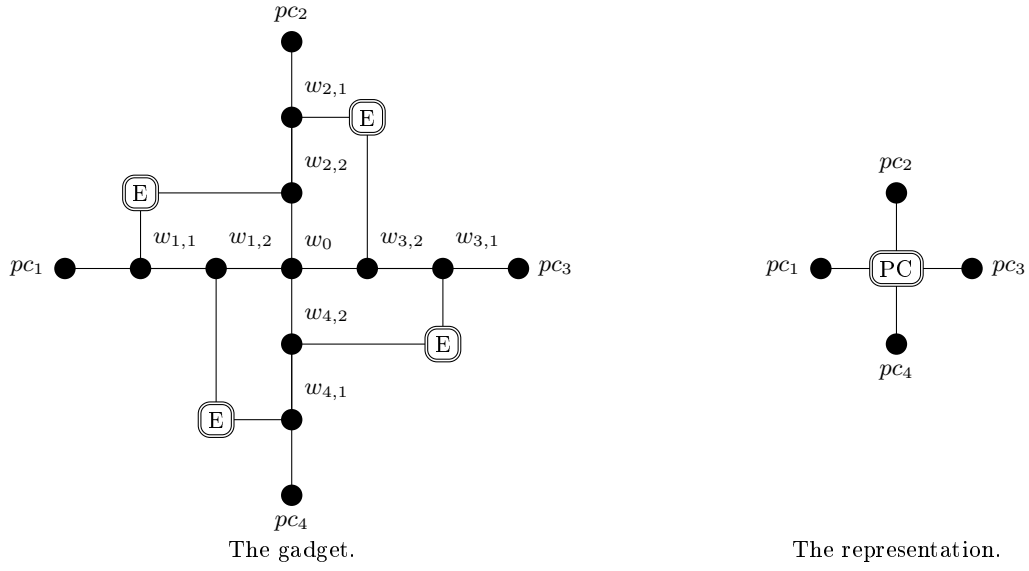 pc₂
w₂,₁
E
w₂,₂
E
w₁,₁ w₁,₂ w₀ w₃,₂ w₃,₁
pc₁ pc₃
w₄,₂
E
w₄,₁
E
pc₄
The gadget.
pc₂
pc₁ PC pc₃
pc₄
The representation.